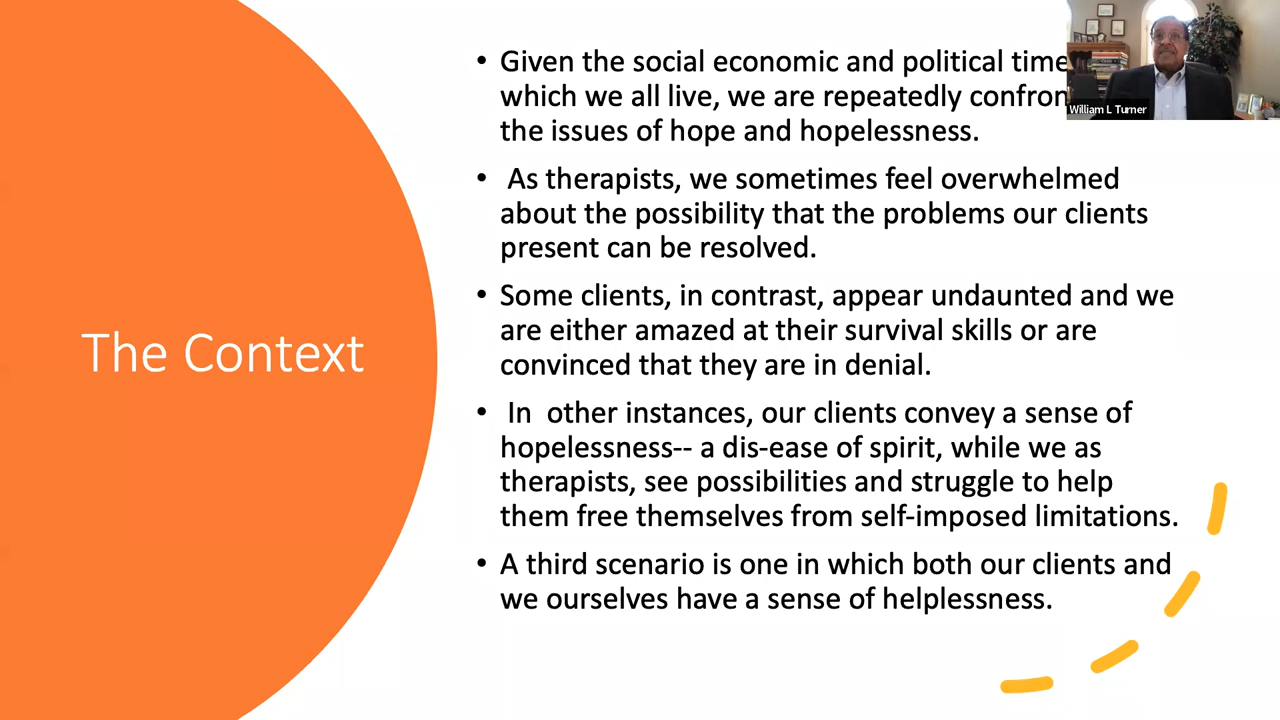 The Context
• Given the social economic and political time
which we all live, we are repeatedly confron
the issues of hope and hopelessness.
• As therapists, we sometimes feel overwhelmed
about the possibility that the problems our clients
present can be resolved.
• Some clients, in contrast, appear undaunted and we
are either amazed at their survival skills or are
convinced that they are in denial.
• In other instances, our clients convey a sense of
hopelessness-- a dis-ease of spirit, while we as
therapists, see possibilities and struggle to help
them free themselves from self-imposed limitations.
• A third scenario is one in which both our clients and
we ourselves have a sense of helplessness.
William L Turner